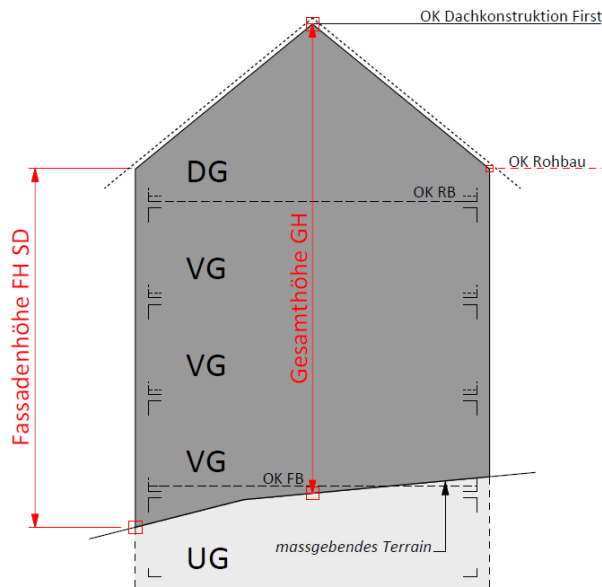 OK Dachkonstruktion First
OK Rohbau
DG
OK RB
Fassadenhöhe FH SD
Gesamthöhe GH
VG
VG
VG
OK FB
UG
massgebendes Terrain